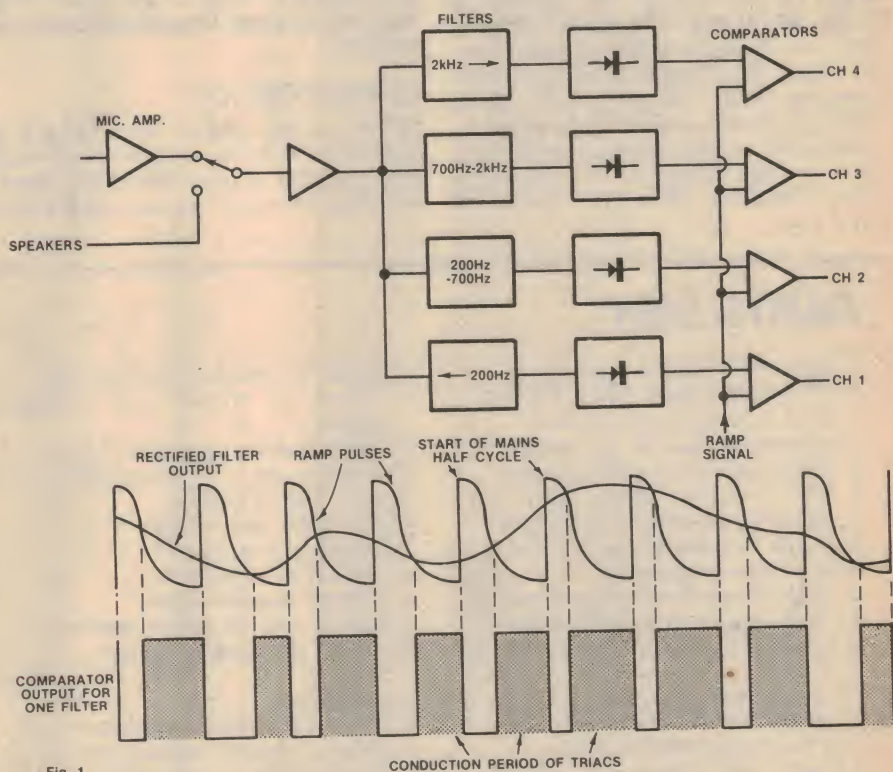 FILTERS
COMPARATORS
2kHz →
CH 4
MIC. AMP.
700Hz-2kHz
CH 3
SPEAKERS
200Hz
-700Hz
CH 2
← 200Hz
CH 1
RAMP
SIGNAL
RECTIFIED FILTER
OUTPUT
RAMP PULSES
START OF MAINS
HALF CYCLE
COMPARATOR
OUTPUT FOR
ONE FILTER
CONDUCTION PERIOD OF TRIACS
Fig. 1